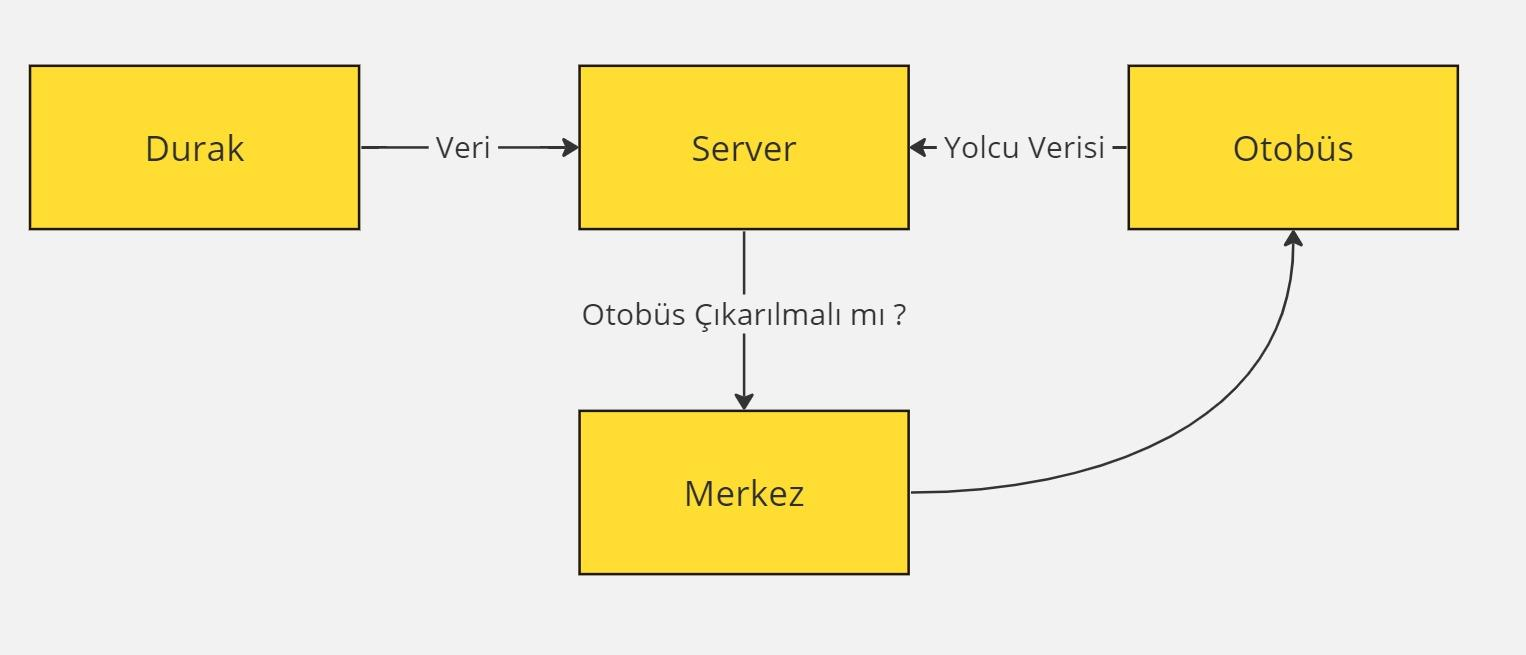 Durak
Veri
Server
Yolcu Verisi
Otobüs
Otobüs Çıkarılmalı mı ?
Merkez